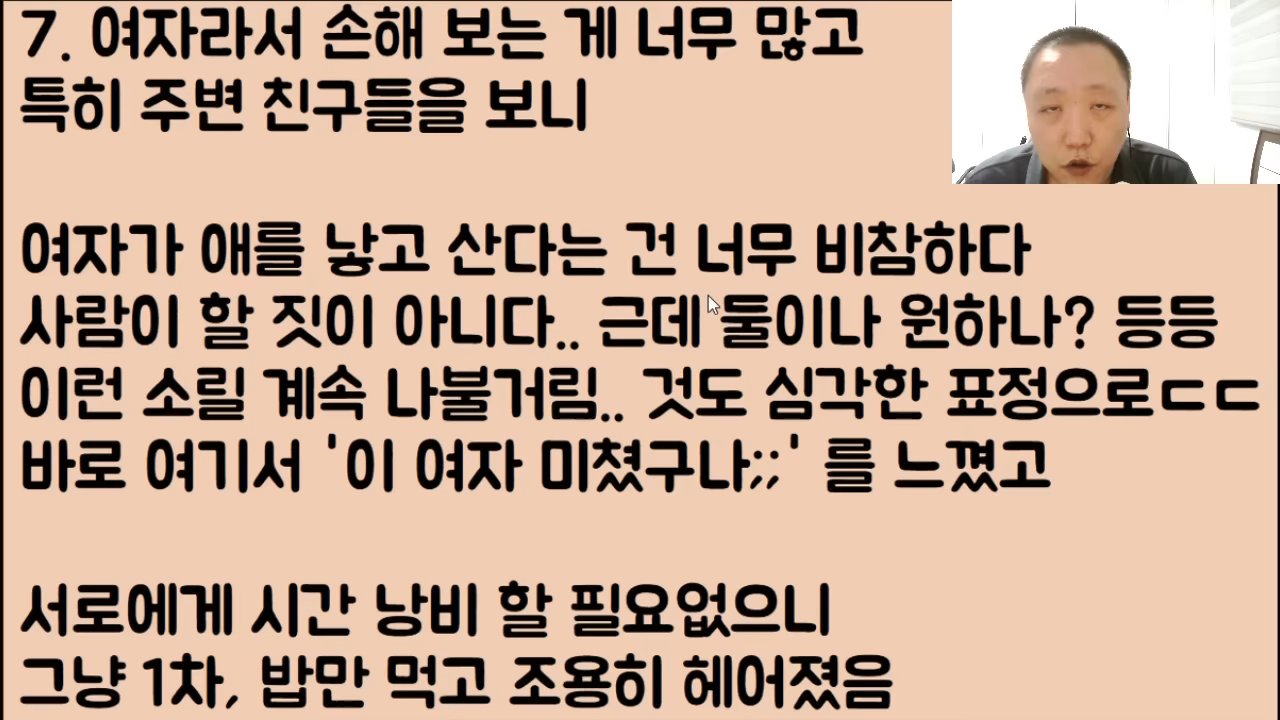 7. 여자라서 손해 보는 게 너무 많고
특히 주변 친구들을 보니
여자가 애를 낳고 산다는 건 너무 비참하다
사람이 할 짓이 아니다.. 근데 둘이나 원하나? 등등
이런 소릴 계속 나불거림.. 것도 심각한 표정으로ㄷㄷ
바로 여기서 '이 여자 미쳤구나;;' 를 느꼈고
서로에게 시간 낭비 할 필요없으니
그냥 1차, 밥만 먹고 조용히 헤어졌음